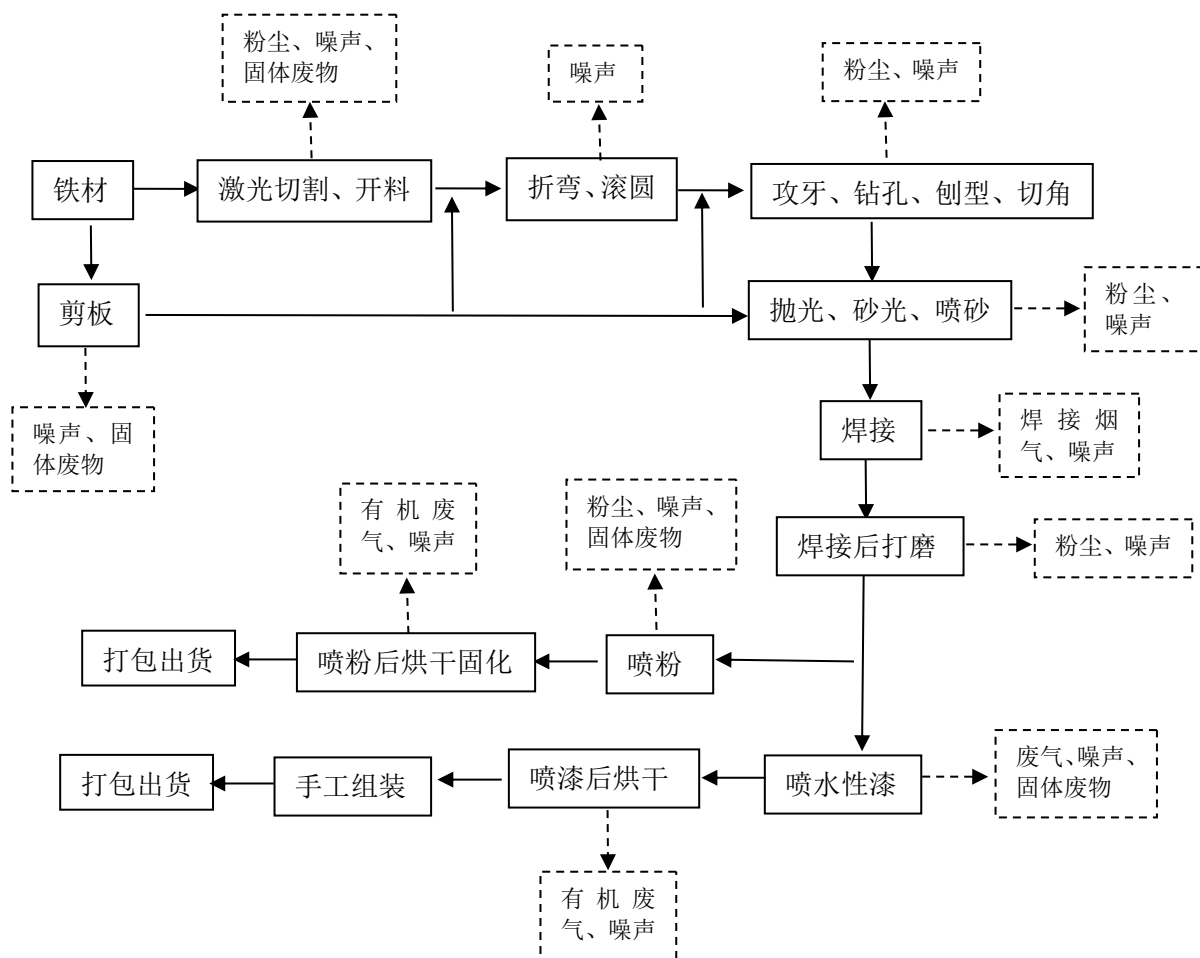 粉尘、噪声、
固体废物
噪声
粉尘、噪声
铁材
激光切割、开料
折弯、滚圆
攻牙、钻孔、刨型、切角
剪板
抛光、砂光、喷砂
粉尘、
噪声
噪声、固
体废物
焊接
焊接烟
气、噪声
有机废
气、噪声
粉尘、噪声、
固体废物
焊接后打磨
粉尘、噪声
打包出货
喷粉后烘干固化
喷粉
打包出货
手工组装
喷漆后烘干
喷水性漆
废气、噪声、
固体废物
有机废
气、噪声